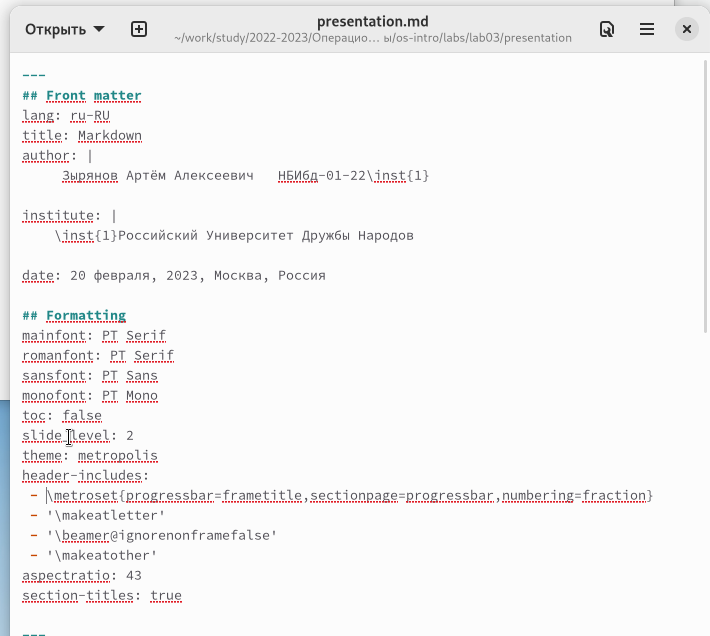 Открыть
presentation.md
~/work/study/2022-2023/Операцио... ы/os-intro/labs/lab03/presentation
---
## Front matter
lang: ru-RU
title: Markdown
author: |
Зырянов Артём Алексеевич НБИбд-01-22\inst{1}
institute: |
\inst{1}Российский Университет Дружбы Народов
date: 20 февраля, 2023, Москва, Россия
## Formatting
mainfont: PT Serif
romanfont: PT Serif
sansfont: PT Sans
monofont: PT Mono
toc: false
slide_level: 2
theme: metropolis
header-includes:
- \metroset{progressbar=frametitle,sectionpage=progressbar,numbering=fraction}
- '\makeatletter'
- '\beamer@ignorenonframefalse'
- '\makeatother'
aspectratio: 43
section-titles: true
---